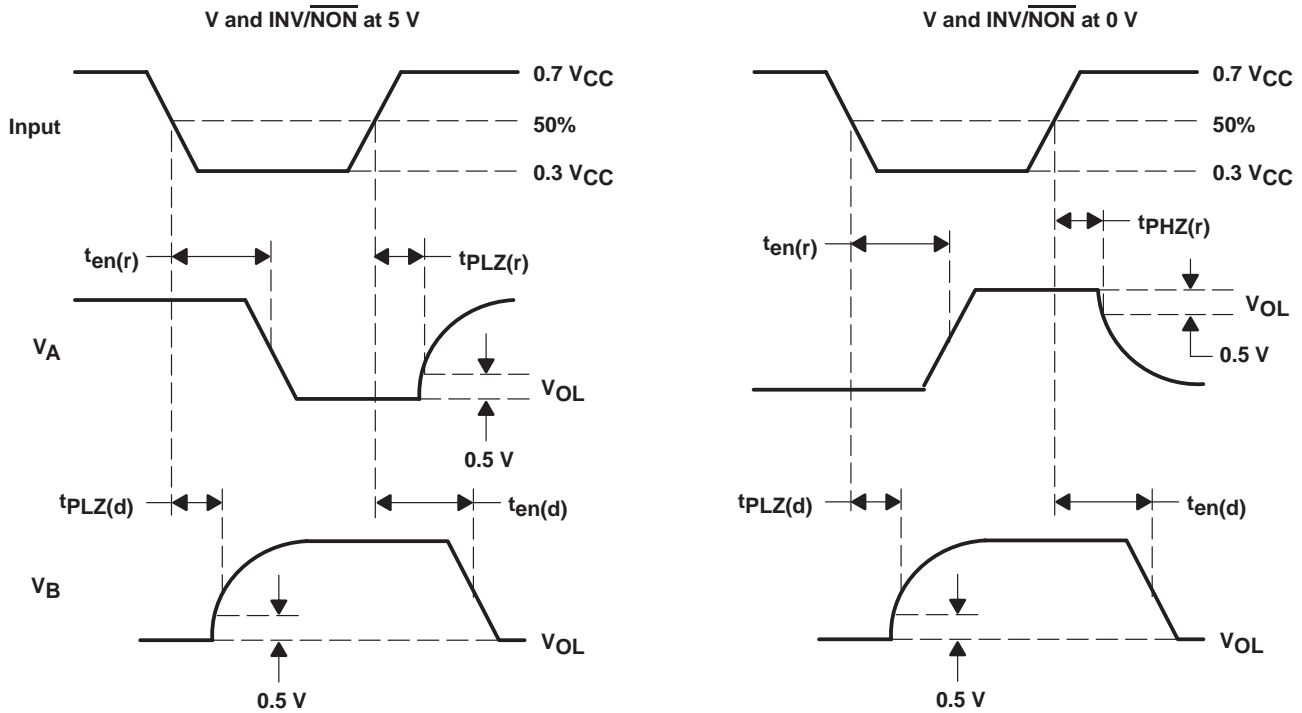 V and INV/NON at 5 V
Input
0.7 VCC
50%
0.3 VCC
ten(r)
tPLZ(r)
VA
VOL
0.5 V
tPLZ(d)
ten(d)
VB
VOL
0.5 V
V and INV/NON at 0 V
0.7 VCC
50%
0.3 VCC
tPHZ(r)
ten(r)
VOL
0.5 V
tPLZ(d)
ten(d)
VOL
0.5 V